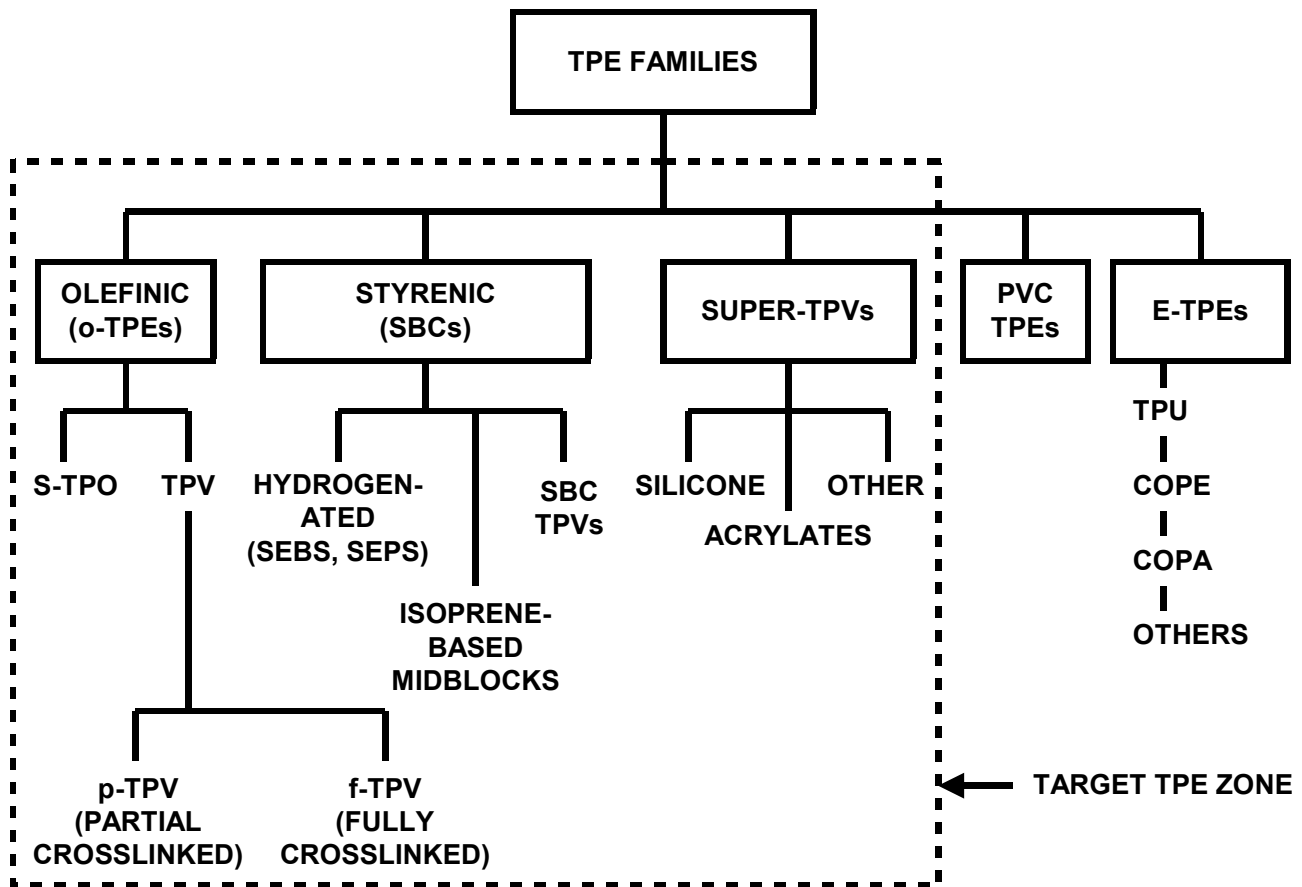 TPE FAMILIES
OLEFINIC
(o-TPEs)
STYRENIC
(SBCs)
SUPER-TPVs
PVC
TPEs
E-TPEs
S-TPO
TPV
HYDROGEN-
ATED
(SEBS, SEPS)
ISOPRENE-
BASED
MIDBLOCKS
SBC
TPVs
SILICONE
ACRYLATES
OTHER
TPU
COPE
COPA
OTHERS
p-TPV
(PARTIAL
CROSSLINKED)
f-TPV
(FULLY
CROSSLINKED)
TARGET TPE ZONE